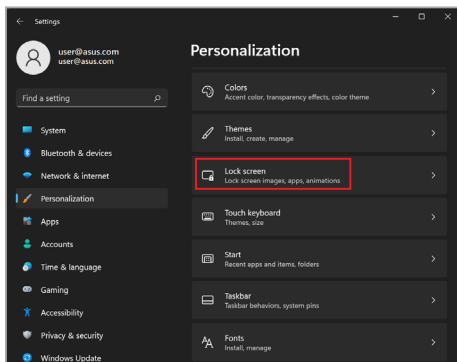 Settings
user@asus.com
user@asus.com
Find a setting
System
Bluetooth & devices
Network & internet
Personalization
Apps
Accounts
Time & language
Gaming
Accessibility
Privacy & security
Windows Update
Personalization
Colors
Accent color, transparency effects, color theme
Themes
Install, create, manage
Lock screen
Lock screen images, apps, animations
Touch keyboard
Themes, size
Start
Recent apps and items, folders
Taskbar
Taskbar behaviors, system pins
Fonts
Install, manage